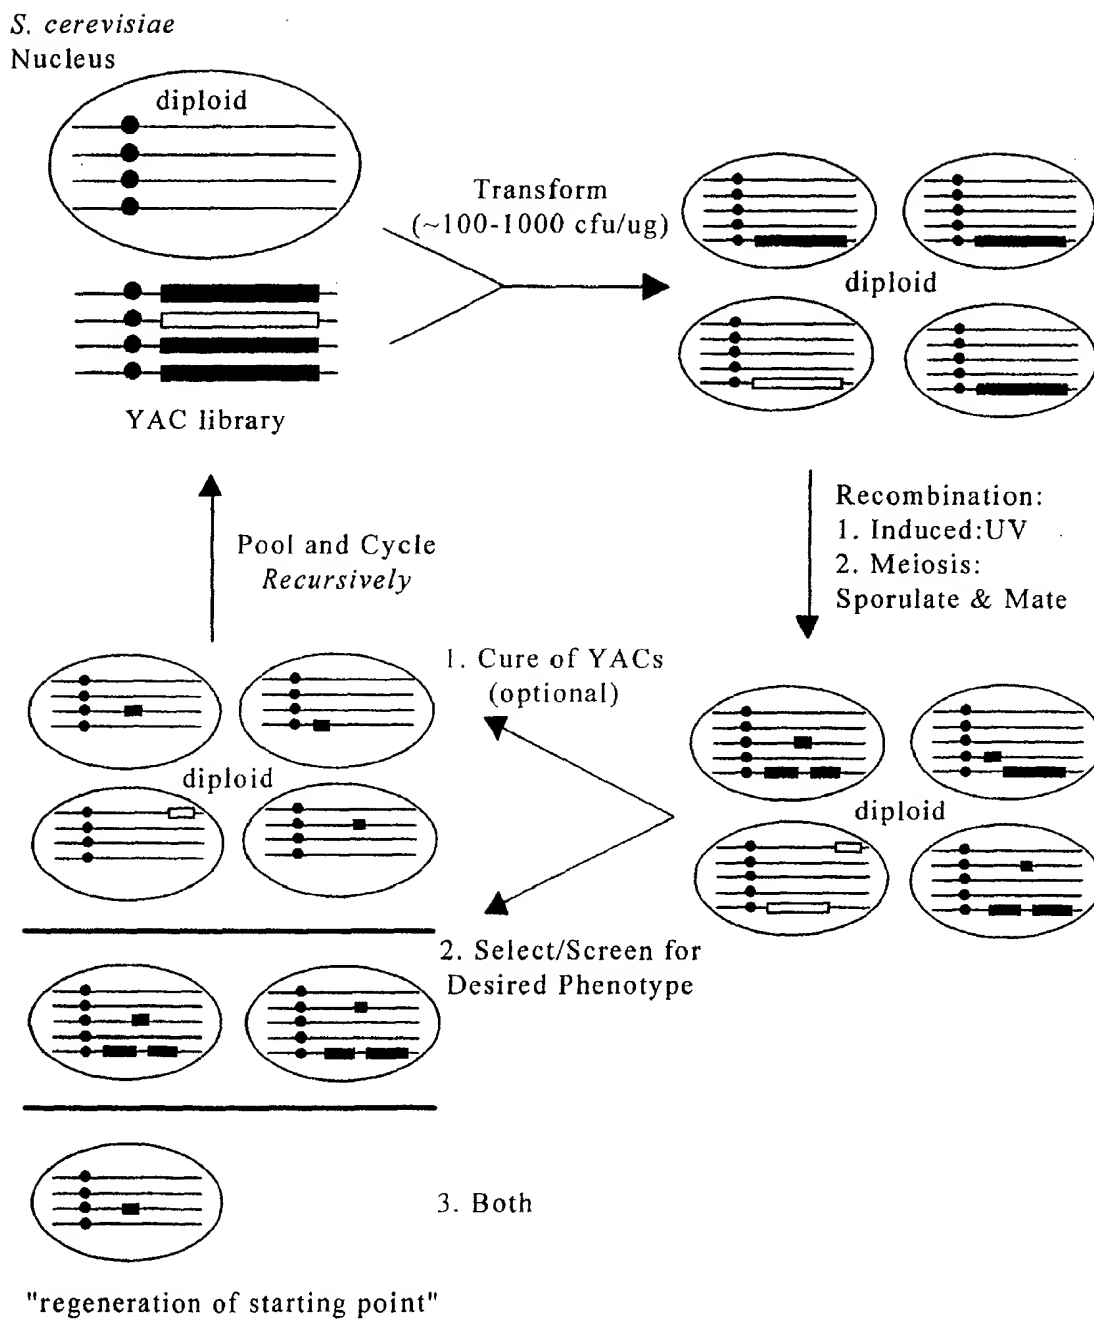 S. cerevisiae
Nucleus
diploid
YAC library
Transform
(~100-1000 cfu/ug)
diploid
Recombination:
1. Induced:UV
2. Meiosis:
Sporulate & Mate
diploid
1. Cure of YACs
(optional)
2. Select/Screen for
Desired Phenotype
3. Both
Pool and Cycle
Recursively
diploid
"regeneration of starting point"